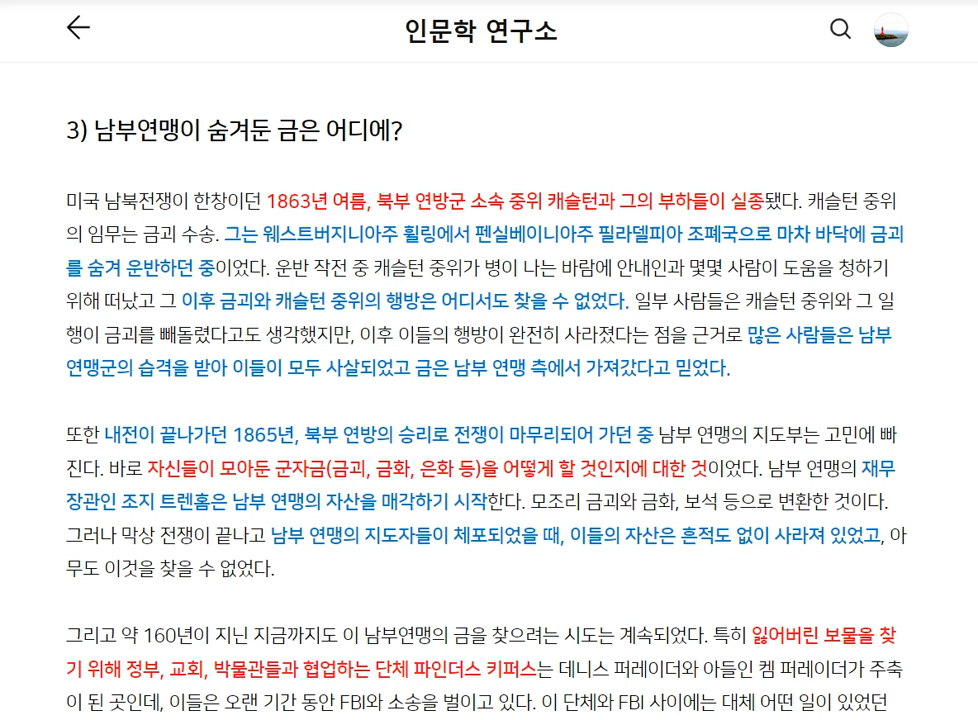 인문학 연구소
3) 남부연맹이 숨겨둔 금은 어디에?
미국 남북전쟁이 한창이던 1863년 여름, 북부 연방군 소속 중위 캐슬턴과 그의 부하들이 실종됐다. 캐슬턴 중위
의 임무는 금괴 수송. 그는 웨스트버지니아주 휠링에서 펜실베이니아주 필라델피아 조폐국으로 마차 바닥에 금괴
를 숨겨 운반하던 중이었다. 운반 작전 중 캐슬턴 중위가 병이 나는 바람에 안내인과 몇몇 사람이 도움을 청하기
위해 떠났고 그 이후 금괴와 캐슬턴 중위의 행방은 어디서도 찾을 수 없었다. 일부 사람들은 캐슬턴 중위와 그 일
행이 금괴를 빼돌렸다고도 생각했지만, 이후 이들의 행방이 완전히 사라졌다는 점을 근거로 많은 사람들은 남부
연맹군의 습격을 받아 이들이 모두 사살되었고 금은 남부 연맹 측에서 가져갔다고 믿었다.
또한 내전이 끝나가던 1865년, 북부 연방의 승리로 전쟁이 마무리되어 가던 중 남부 연맹의 지도부는 고민에 빠
진다. 바로 자신들이 모아둔 군자금(금괴, 금화, 은화 등)을 어떻게 할 것인지에 대한 것이었다. 남부 연맹의 재무
장관인 조지 트렌홈은 남부 연맹의 자산을 매각하기 시작한다. 모조리 금괴와 금화, 보석 등으로 변환한 것이다.
그러나 막상 전쟁이 끝나고 남부 연맹의 지도자들이 체포되었을 때, 이들의 자산은 흔적도 없이 사라져 있었고, 아
무도 이것을 찾을 수 없었다.
그리고 약 160년이 지난 지금까지도 이 남부연맹의 금을 찾으려는 시도는 계속되었다. 특히 잃어버린 보물을 찾
기 위해 정부, 교회, 박물관들과 협업하는 단체 파인더스 키퍼스는 데니스 퍼레이더와 아들인 켐 퍼레이더가 주축
이 된 곳인데, 이들은 오랜 기간 동안 FBI와 소송을 벌이고 있다. 이 단체와 FBI 사이에는 대체 어떤 일이 있었던